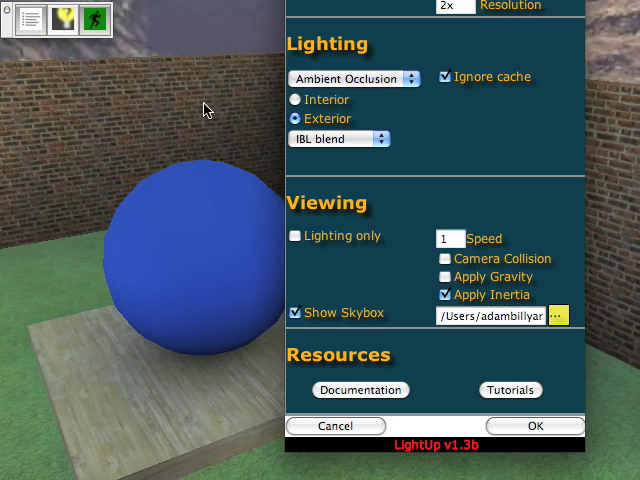 2x Resolution
Lighting
Ambient Occlusion Ignore cache
Interior
Exterior
IBL blend
Viewing
Lighting only 1 Speed
Camera Collision
Apply Gravity
Apply Inertia
Show Skybox /Users/adambillyar ...
Resources
Documentation Tutorials
Cancel OK
LightUp v1.3b